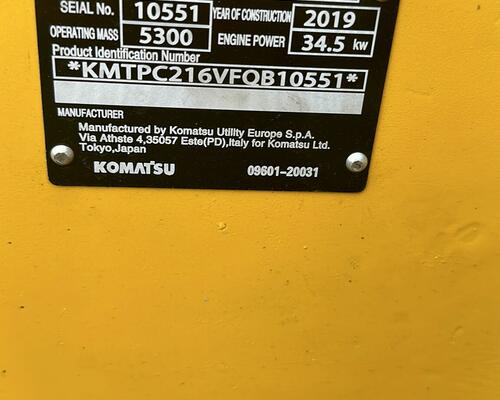 SEIAL No. 10551 YEAR OF CONSTRUCTION 2019
OPERATING MASS 5300 ENGINE POWER 34.5 kw
Product Identification Number
*KMTPC216VFQB10551*
MANUFACTURER
Manufactured by Komatsu Utility Europe S.p.A.
Via Athste 4,35057 Este(PD),Italy for Komatsu Ltd.
Tokyo,Japan
KOMATSU 09601-20031